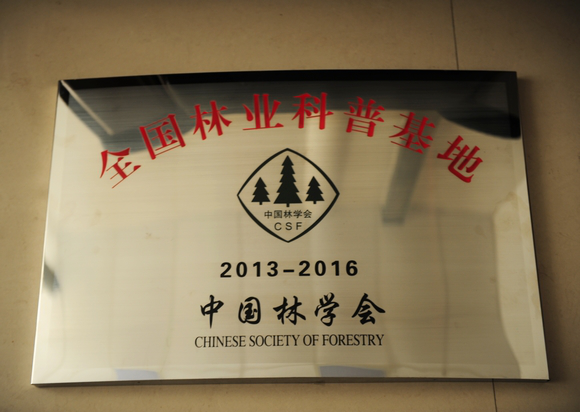 全国林业科普基地
中国林学会
CSF
2013-2016
中国林学会
CHINESE SOCIETY OF FORESTRY